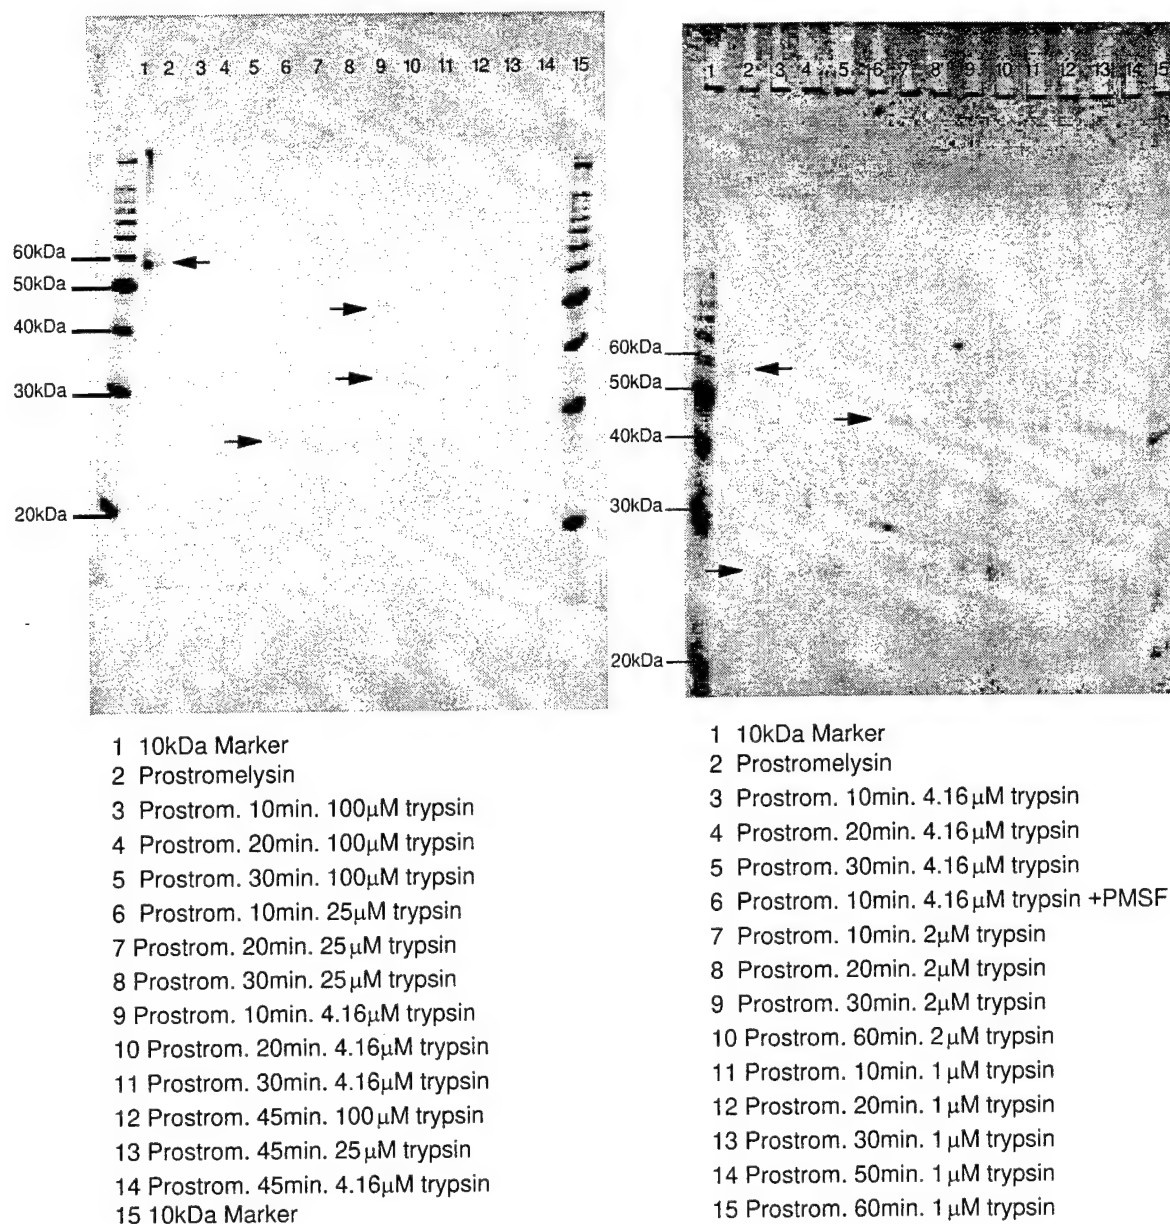 1 2 3 4 5 6 7 8 9 10 11 12 13 14 15
60kDa
50kDa
40kDa
30kDa
20kDa
1 10kDa Marker
2 Prostromelysin
3 Prostrom. 10min. 100µM trypsin
4 Prostrom. 20min. 100µM trypsin
5 Prostrom. 30min. 100µM trypsin
6 Prostrom. 10min. 25µM trypsin
7 Prostrom. 20min. 25µM trypsin
8 Prostrom. 30min. 25µM trypsin
9 Prostrom. 10min. 4.16µM trypsin
10 Prostrom. 20min. 4.16µM trypsin
11 Prostrom. 30min. 4.16µM trypsin
12 Prostrom. 45min. 100µM trypsin
13 Prostrom. 45min. 25µM trypsin
14 Prostrom. 45min. 4.16µM trypsin
15 10kDa Marker
1 2 3 4 5 6 7 8 9 10 11 12 13 14 15
60kDa
50kDa
40kDa
30kDa
20kDa
1 10kDa Marker
2 Prostromelysin
3 Prostrom. 10min. 4.16µM trypsin
4 Prostrom. 20min. 4.16µM trypsin
5 Prostrom. 30min. 4.16µM trypsin
6 Prostrom. 10min. 4.16µM trypsin +PMSF
7 Prostrom. 10min. 2µM trypsin
8 Prostrom. 20min. 2µM trypsin
9 Prostrom. 30min. 2µM trypsin
10 Prostrom. 60min. 2µM trypsin
11 Prostrom. 10min. 1µM trypsin
12 Prostrom. 20min. 1µM trypsin
13 Prostrom. 30min. 1µM trypsin
14 Prostrom. 50min. 1µM trypsin
15 Prostrom. 60min. 1µM trypsin